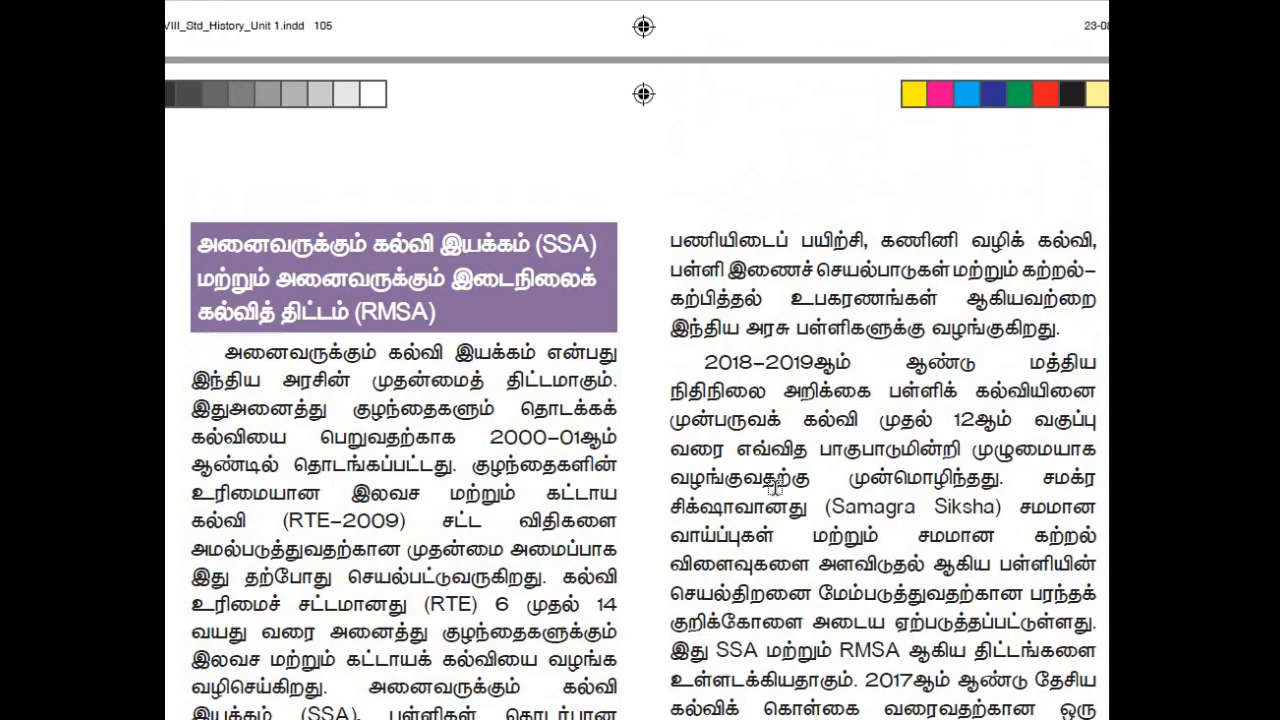 VIII_Std_History_Unit 1.indd 105
அனைவருக்கும் கல்வி இயக்கம் (SSA)
மற்றும் அனைவருக்கும் இடைநிலைக்
கல்வித் திட்டம் (RMSA)
அனைவருக்கும் கல்வி இயக்கம் என்பது
இந்திய அரசின் முதன்மைத் திட்டமாகும்.
இதுஅனைத்து குழந்தைகளும் தொடக்கக்
கல்வியை பெறுவதற்காக 2000–01ஆம்
ஆண்டில் தொடங்கப்பட்டது. குழந்தைகளின்
உரிமையான இலவச மற்றும் கட்டாய
கல்வி (RTE–2009) சட்ட விதிகளை
அமல்படுத்துவதற்கான முதன்மை அமைப்பாக
இது தற்போது செயல்பட்டுவருகிறது. கல்வி
உரிமைச் சட்டமானது (RTE) 6 முதல் 14
வயது வரை அனைத்து குழந்தைகளுக்கும்
இலவச மற்றும் கட்டாயக் கல்வியை வழங்க
வழிசெய்கிறது. அனைவருக்கும் கல்வி
இயக்கம் (SSA), பள்ளிகள் தொடர்பான
23-08
பணியிடைப் பயிற்சி, கணினி வழிக் கல்வி,
பள்ளி இணைச் செயல்பாடுகள் மற்றும் கற்றல்–
கற்பித்தல் உபகரணங்கள் ஆகியவற்றை
இந்திய அரசு பள்ளிகளுக்கு வழங்குகிறது.
2018–2019ஆம் ஆண்டு மத்திய
நிதிநிலை அறிக்கை பள்ளிக் கல்வியினை
முன்பருவக் கல்வி முதல் 12ஆம் வகுப்பு
வரை எவ்வித பாகுபாடுமின்றி முழுமையாக
வழங்குவதற்கு முன்மொழிந்தது. சமக்ர
சிக்‌ஷாவானது (Samagra Siksha) சமமான
வாய்ப்புகள் மற்றும் சமமான கற்றல்
விளைவுகளை அளவிடுதல் ஆகிய பள்ளியின்
செயல்திறனை மேம்படுத்துவதற்கான பரந்தக்
குறிக்கோளை அடைய ஏற்படுத்தப்பட்டுள்ளது.
இது SSA மற்றும் RMSA ஆகிய திட்டங்களை
உள்ளடக்கியதாகும். 2017ஆம் ஆண்டு தேசிய
கல்விக் கொள்கை வரைவதற்கான ஒரு